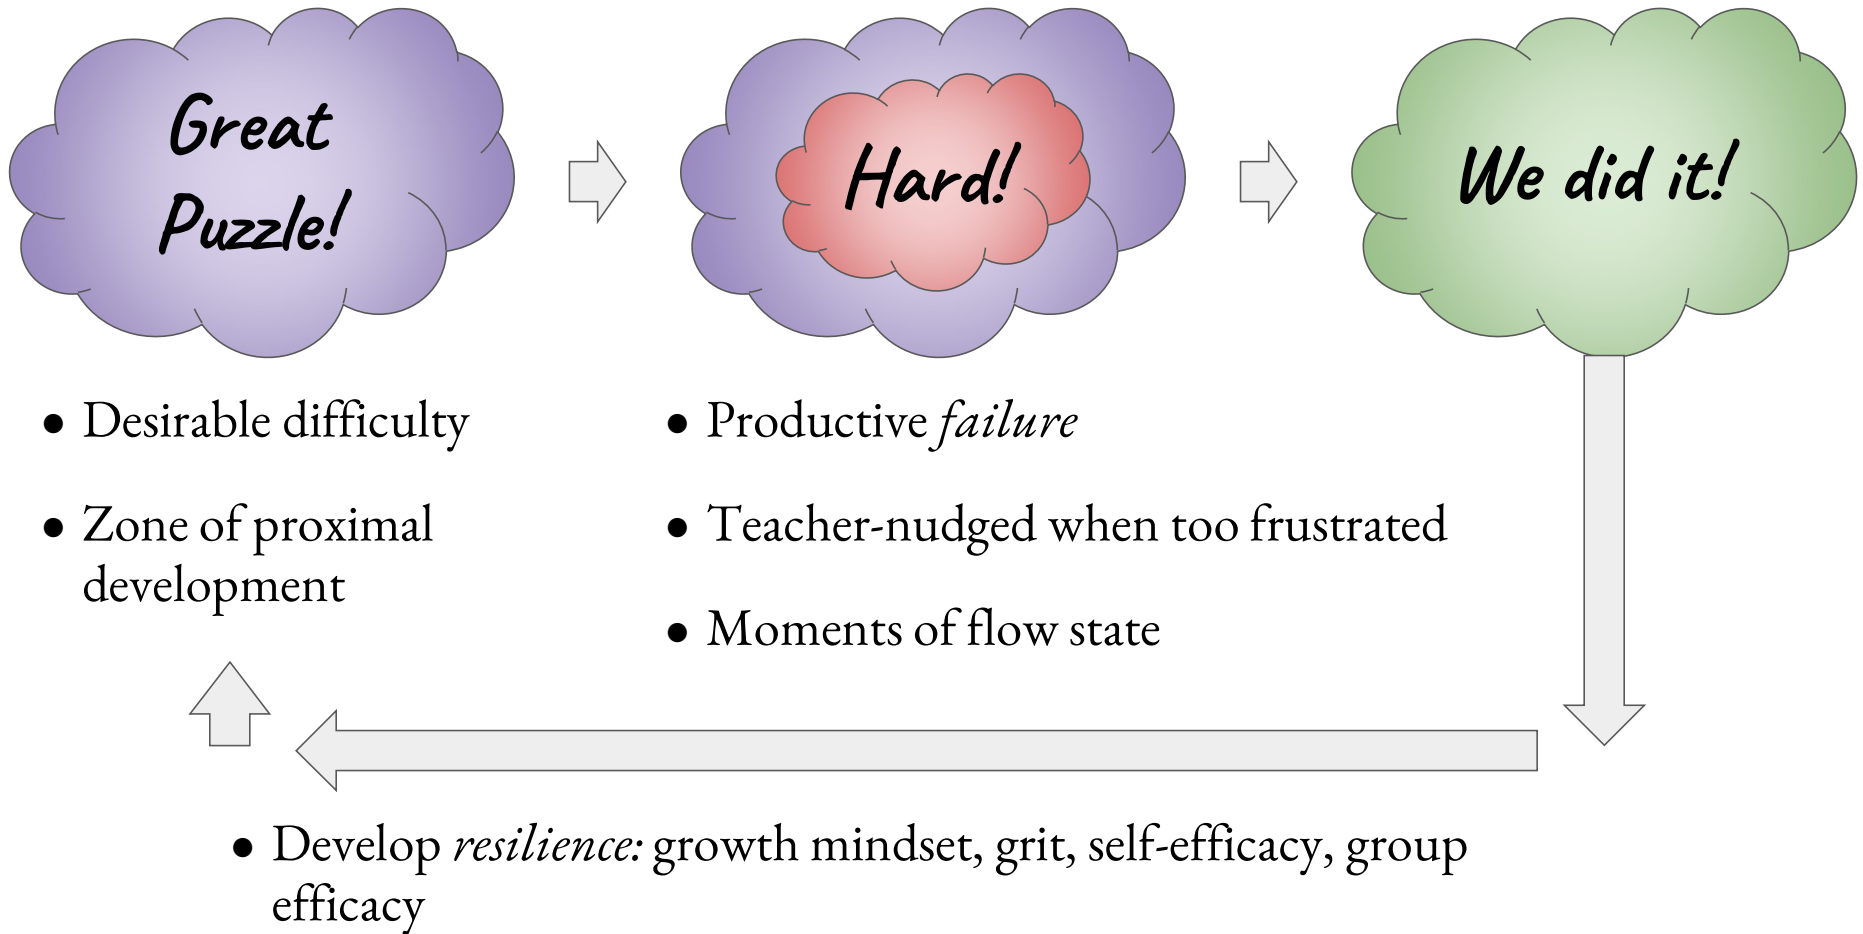 Great
Puzzle!
Hard!
We did it!
• Desirable difficulty
• Zone of proximal
development
• Productive failure
• Teacher-nudged when too frustrated
• Moments of flow state
• Develop resilience: growth mindset, grit, self-efficacy, group
efficacy